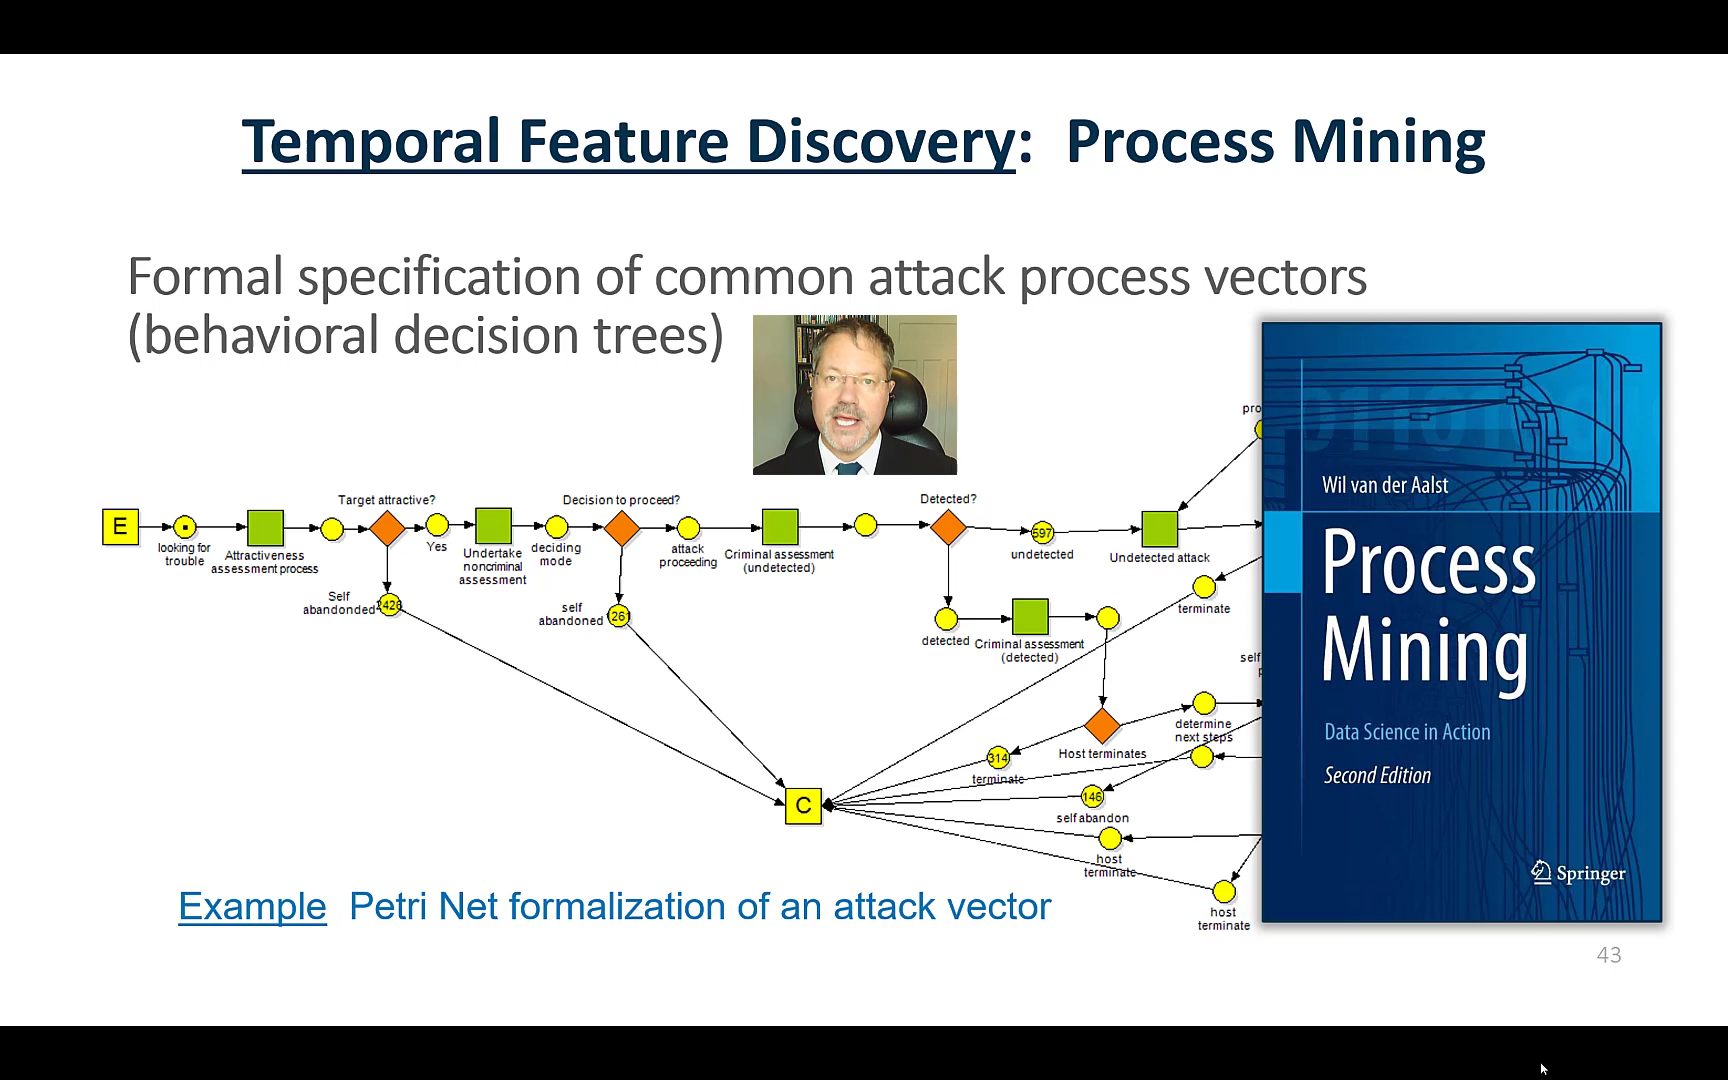 Temporal Feature Discovery:  Process Mining
Formal specification of common attack process vectors
(behavioral decision trees)
pro
Wil van der Aalst
Process
Mining
Data Science in Action
Second Edition
Springer
Target attractive?
Decision to proceed?
Detected?
E
looking for
trouble
Attractiveness
assessment process
Yes
Undertake
noncriminal
assessment
deciding
mode
attack
proceeding
Criminal assessment
(undetected)
597
undetected
Undetected attack
Self
abandoned
2428
self
abandoned
261
detected
Criminal assessment
(detected)
terminate
self
determine
next steps
Host terminates
314
terminate
146
self abandon
C
host
terminate
host
terminate
Example  Petri Net formalization of an attack vector
43